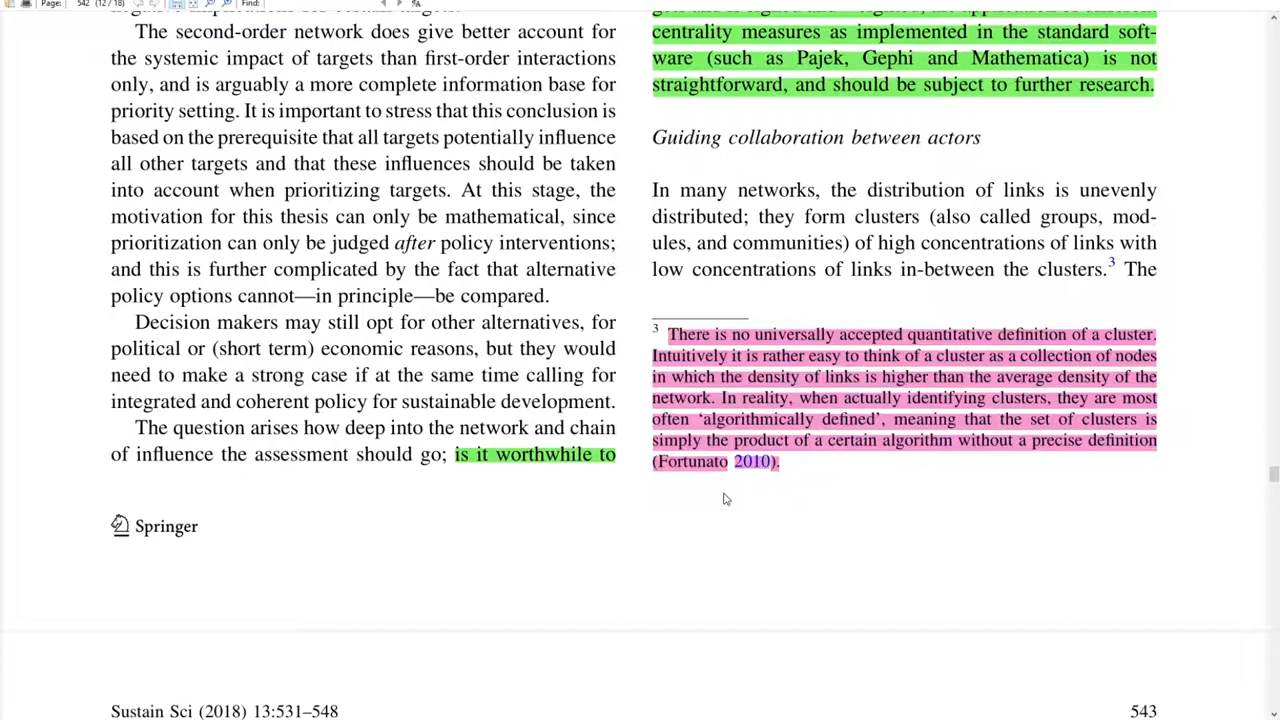 Page: 542 (12 / 18) Find:
The second-order network does give better account for
the systemic impact of targets than first-order interactions
only, and is arguably a more complete information base for
priority setting. It is important to stress that this conclusion is
based on the prerequisite that all targets potentially influence
all other targets and that these influences should be taken
into account when prioritizing targets. At this stage, the
motivation for this thesis can only be mathematical, since
prioritization can only be judged after policy interventions;
and this is further complicated by the fact that alternative
policy options cannot—in principle—be compared.
Decision makers may still opt for other alternatives, for
political or (short term) economic reasons, but they would
need to make a strong case if at the same time calling for
integrated and coherent policy for sustainable development.
The question arises how deep into the network and chain
of influence the assessment should go; is it worthwhile to
Springer
centrality measures as implemented in the standard soft-
ware (such as Pajek, Gephi and Mathematica) is not
straightforward, and should be subject to further research.
Guiding collaboration between actors
In many networks, the distribution of links is unevenly
distributed; they form clusters (also called groups, mod-
ules, and communities) of high concentrations of links with
low concentrations of links in-between the clusters.3 The
3 There is no universally accepted quantitative definition of a cluster.
Intuitively it is rather easy to think of a cluster as a collection of nodes
in which the density of links is higher than the average density of the
network. In reality, when actually identifying clusters, they are most
often ‘algorithmically defined’, meaning that the set of clusters is
simply the product of a certain algorithm without a precise definition
(Fortunato 2010).
Sustain Sci (2018) 13:531–548
543